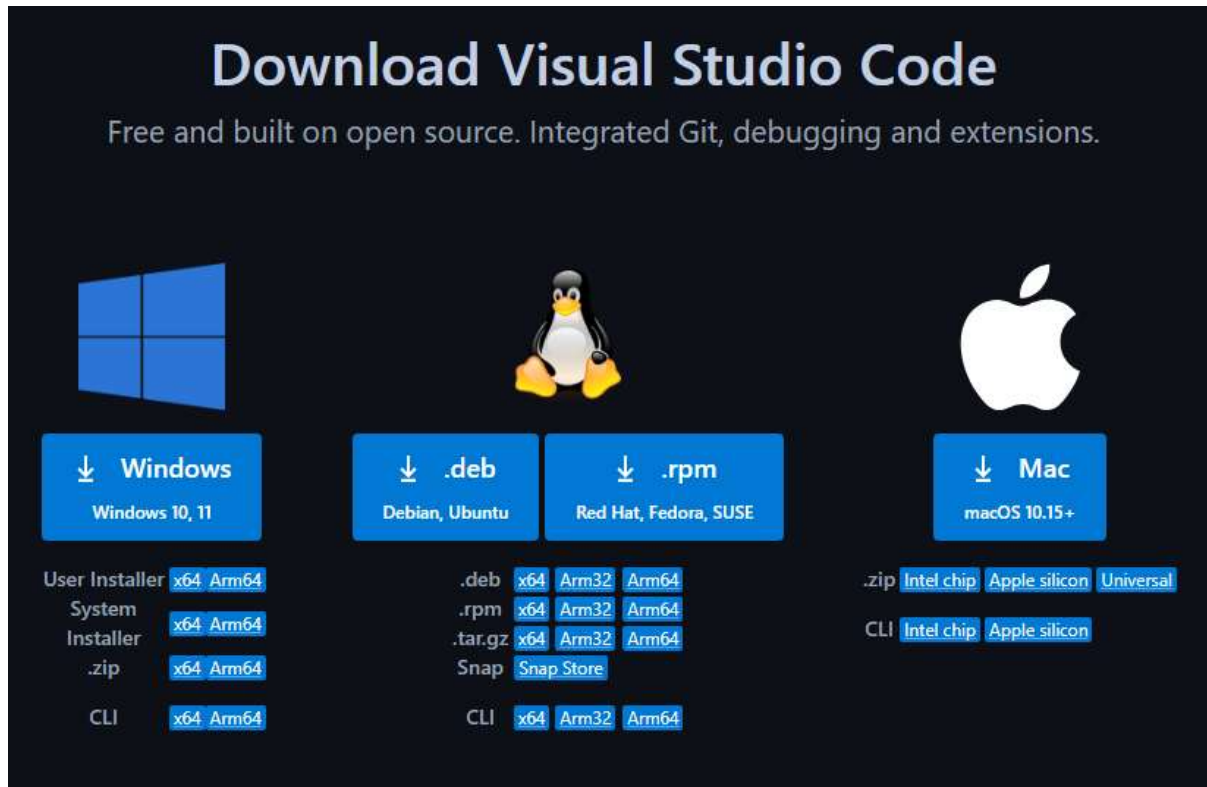 Download Visual Studio Code
Free and built on open source. Integrated Git, debugging and extensions.
Windows
Windows 10, 11
User Installer x64 Arm64
System
Installer x64 Arm64
.zip x64 Arm64
CLI x64 Arm64
.deb
Debian, Ubuntu
.rpm
Red Hat, Fedora, SUSE
.deb x64 Arm32 Arm64
.rpm x64 Arm32 Arm64
.tar.gz x64 Arm32 Arm64
Snap Snap Store
CLI x64 Arm32 Arm64
Mac
macOS 10.15+
.zip Intel chip Apple silicon Universal
CLI Intel chip Apple silicon